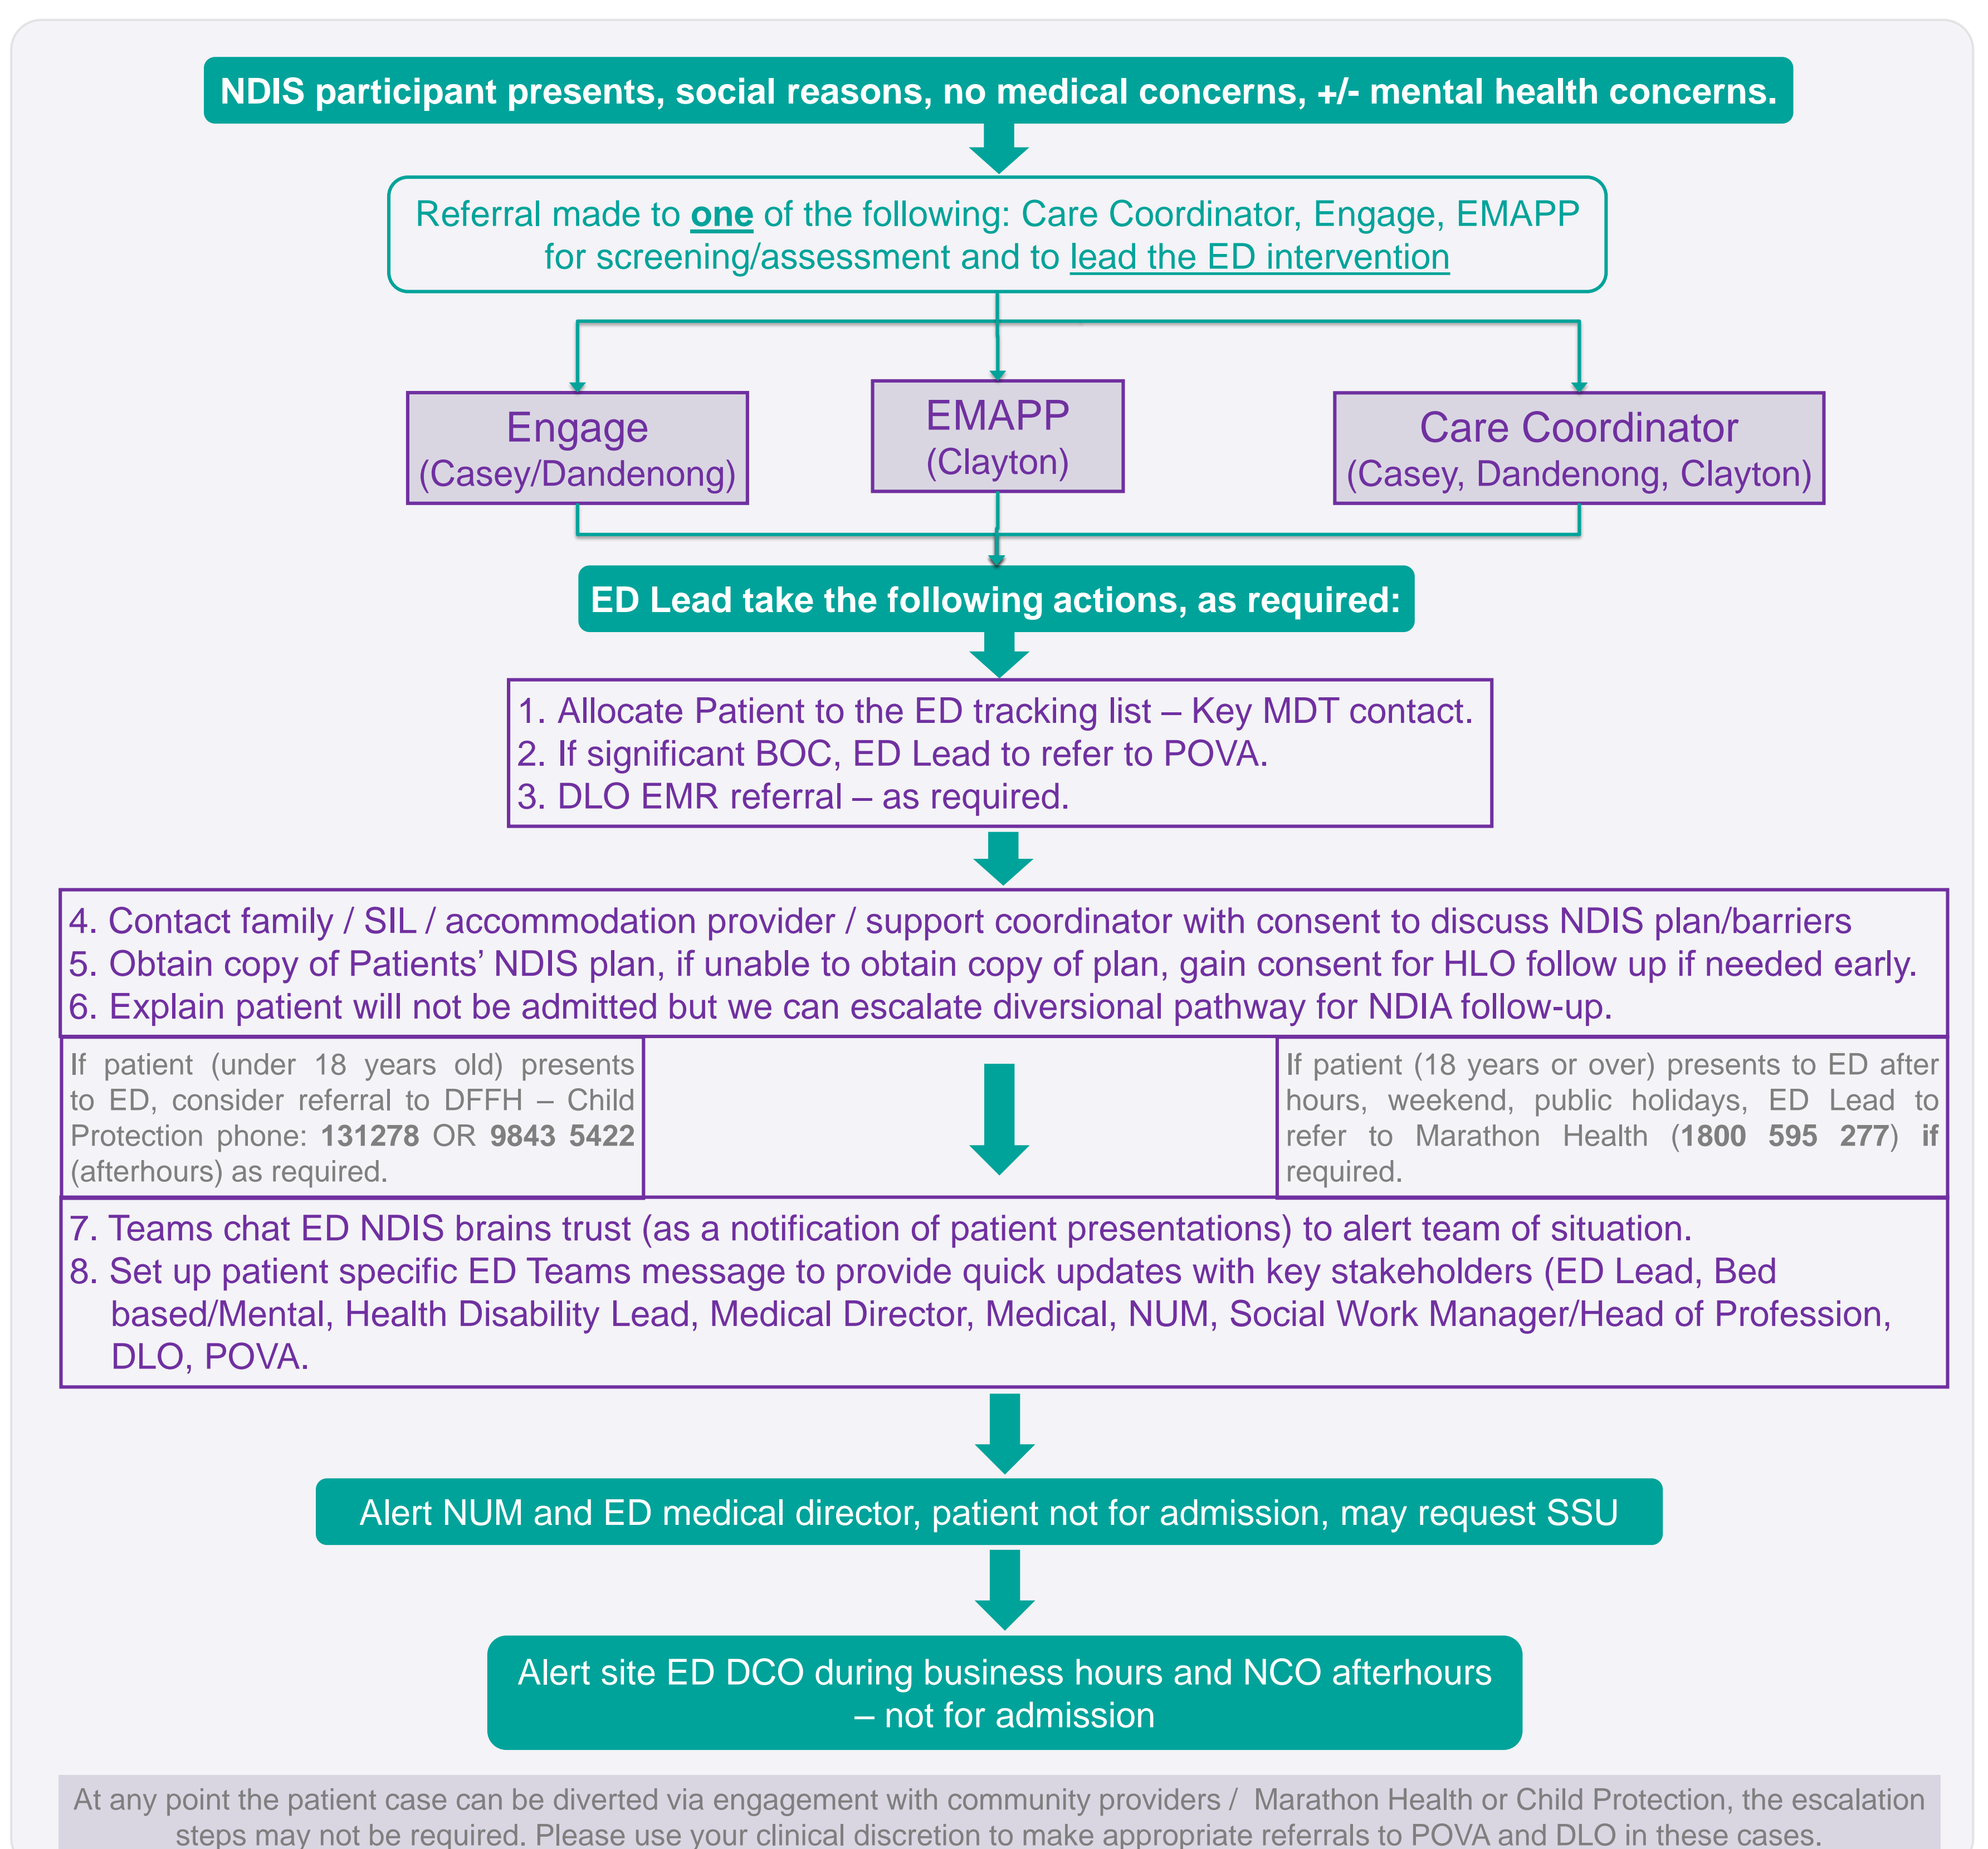 NDIS participant presents, social reasons, no medical concerns, +/- mental health concerns.
Referral made to one of the following: Care Coordinator, Engage, EMAPP
for screening/assessment and to lead the ED intervention
Engage
(Casey/Dandenong)
EMAPP
(Clayton)
Care Coordinator
(Casey, Dandenong, Clayton)
ED Lead take the following actions, as required:
1. Allocate Patient to the ED tracking list – Key MDT contact.
2. If significant BOC, ED Lead to refer to POVA.
3. DLO EMR referral – as required.
4. Contact family / SIL / accommodation provider / support coordinator with consent to discuss NDIS plan/barriers
5. Obtain copy of Patients’ NDIS plan, if unable to obtain copy of plan, gain consent for HLO follow up if needed early.
6. Explain patient will not be admitted but we can escalate diversional pathway for NDIA follow-up.
If patient (under 18 years old) presents
to ED, consider referral to DFFH – Child
Protection phone: 131278 OR 9843 5422
(afterhours) as required.
If patient (18 years or over) presents to ED after
hours, weekend, public holidays, ED Lead to
refer to Marathon Health (1800 595 277) if
required.
7. Teams chat ED NDIS brains trust (as a notification of patient presentations) to alert team of situation.
8. Set up patient specific ED Teams message to provide quick updates with key stakeholders (ED Lead, Bed
based/Mental, Health Disability Lead, Medical Director, Medical, NUM, Social Work Manager/Head of Profession,
DLO, POVA.
Alert NUM and ED medical director, patient not for admission, may request SSU
Alert site ED DCO during business hours and NCO afterhours
– not for admission
At any point the patient case can be diverted via engagement with community providers / Marathon Health or Child Protection, the escalation
steps may not be required. Please use your clinical discretion to make appropriate referrals to POVA and DLO in these cases.